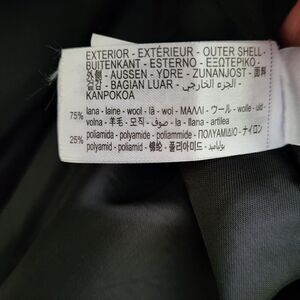 EXTERIOR - EXTÉRIEUR - OUTER SHELL -
BUITENKANT - ESTERNO - ΕΞΩΤΕΡΙΚΟ
- 外侧 - AUSSEN - YDRE - ZUNANJOST - 面料
- 겉감 - BAGIAN LUAR - الجزء الخارجي -
KANPOKOA
75% lana - laine - wool - lã - wol - ΜΑΛΛΙ - ウール - wolle - uld -
volna - 羊毛 - 모직 - صوف - la - llana - artilea
25% poliamida - polyamide - poliammide - ΠΟΛΥΑΜΙΔΙΟ - ナイロン
polyamid - poliamid - 锦纶 - 폴리아미드 - بولياميد